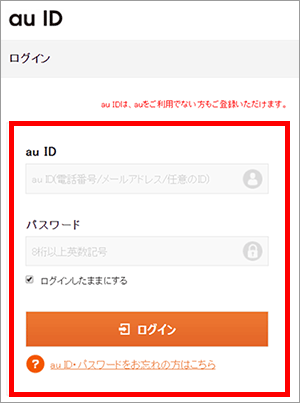 au ID
ログイン
au IDは、auをご利用でない方もご登録いただけます。
au ID
au ID(電話番号/メールアドレス/任意のID)
パスワード
8桁以上英数記号
ログインしたままにする
ログイン
? au ID・パスワードをお忘れの方はこちら